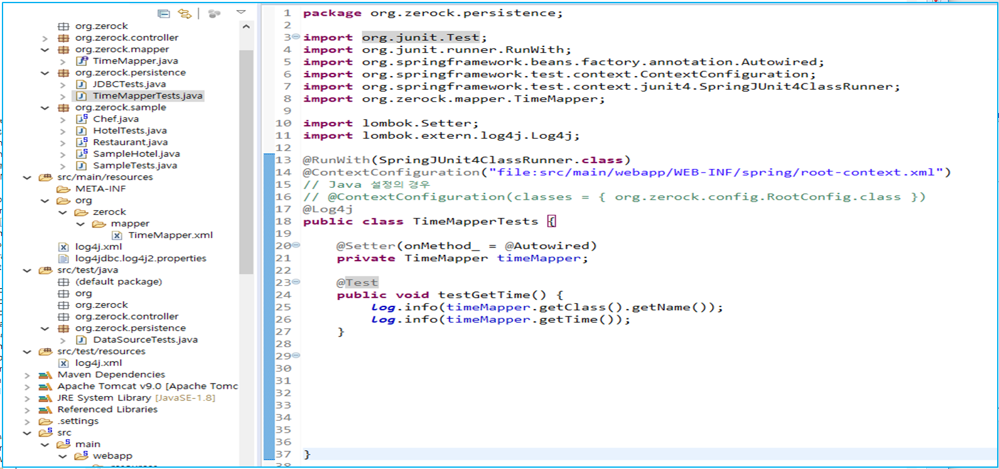 org.zerock
org.zerock.controller
org.zerock.mapper
TimeMapper.java
org.zerock.persistence
JDBCTests.java
TimeMapperTests.java
org.zerock.sample
Chef.java
HotelTests.java
Restaurant.java
SampleHotel.java
SampleTests.java
src/main/resources
META-INF
org
zerock
mapper
TimeMapper.xml
log4j.xml
log4jdbc.log4j2.properties
src/test/java
(default package)
org
org.zerock
org.zerock.controller
org.zerock.persistence
DataSourceTests.java
src/test/resources
log4j.xml
Maven Dependencies
Apache Tomcat v9.0 [Apache Tomc
JRE System Library [JavaSE-1.8]
Referenced Libraries
.settings
src
main
webapp
1 package org.zerock.persistence;
2
3 import org.junit.Test;
4 import org.junit.runner.RunWith;
5 import org.springframework.beans.factory.annotation.Autowired;
6 import org.springframework.test.context.ContextConfiguration;
7 import org.springframework.test.context.junit4.SpringJUnit4ClassRunner;
8 import org.zerock.mapper.TimeMapper;
9
10 import lombok.Setter;
11 import lombok.extern.log4j.Log4j;
12
13 @RunWith(SpringJUnit4ClassRunner.class)
14 @ContextConfiguration("file:src/main/webapp/WEB-INF/spring/root-context.xml")
15 // Java 설정의 경우
16 // @ContextConfiguration(classes = { org.zerock.config.RootConfig.class })
17 @Log4j
18 public class TimeMapperTests {
19
20 @Setter(onMethod_ = @Autowired)
21 private TimeMapper timeMapper;
22
23 @Test
24 public void testGetTime() {
25 log.info(timeMapper.getClass().getName());
26 log.info(timeMapper.getTime());
27 }
28
29
30
31
32
33
34
35
36
37 }